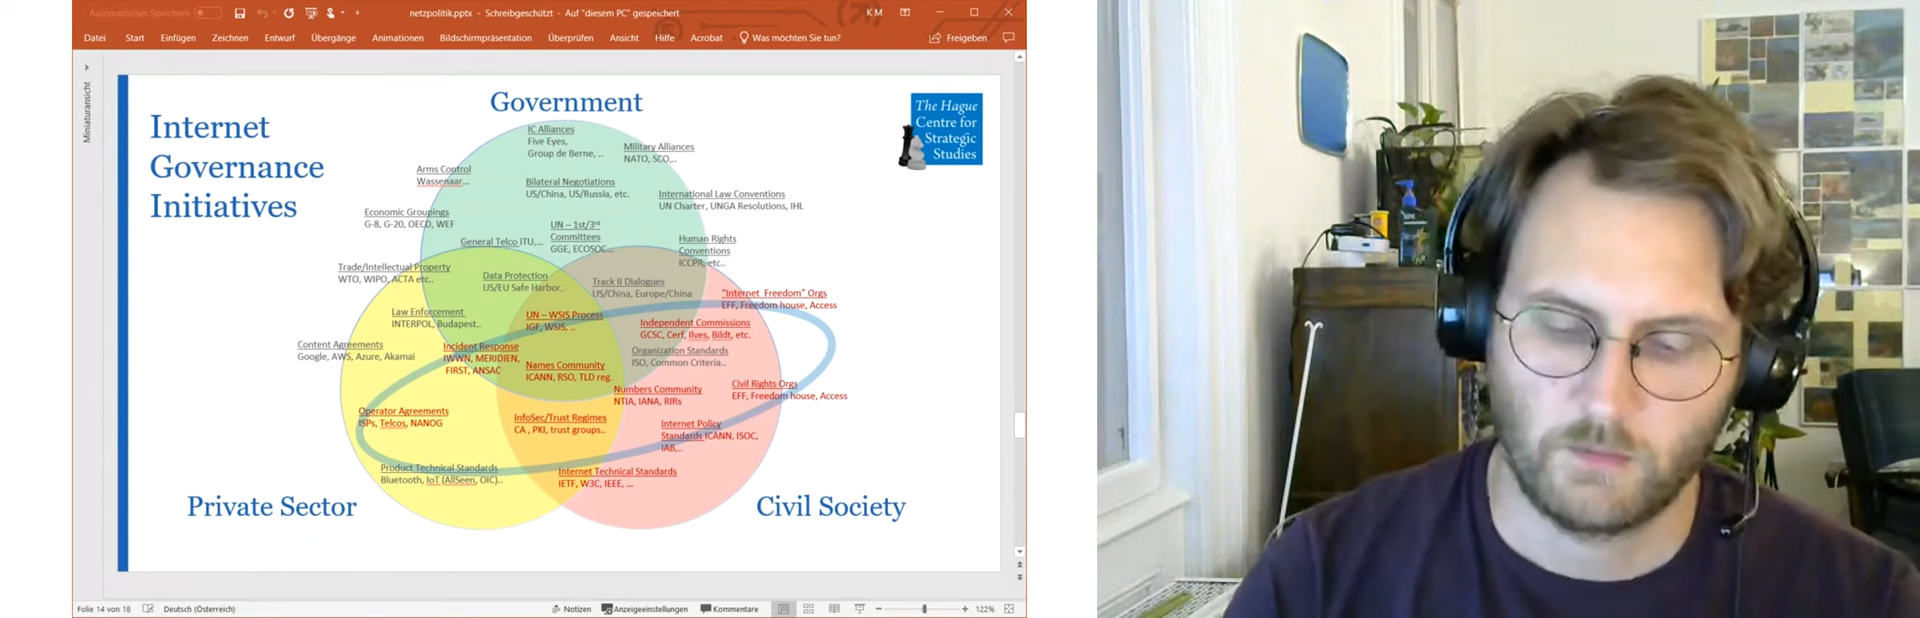 Automatisches Speichern
netzpolitik.pptx - Schreibgeschützt - Auf "diesem PC" gespeichert
K M
Datei Start Einfügen Zeichnen Entwurf Übergänge Animationen Bildschirmpräsentation Überprüfen Ansicht Hilfe Acrobat Was möchten Sie tun? Freigeben
Miniaturansicht
Internet
Governance
Initiatives
Government
The Hague
Centre for
Strategic
Studies
IC Alliances
Five Eyes,
Group de Berne, ..
Military Alliances
NATO, SCO,..
Arms Control
Wassenaar...
Bilateral Negotiations
US/China, US/Russia, etc.
International Law Conventions
UN Charter, UNGA Resolutions, IHL
Economic Groupings
G-8, G-20, OECD, WEF
UN – 1st/3rd
Committees
GGE, ECOSOC...
General Telco ITU,...
Human Rights
Conventions
ICCPR, etc..
Trade/Intellectual Property
WTO, WIPO, ACTA etc..
Data Protection
US/EU Safe Harbor,.
Track II Dialogues
US/China, Europe/China
"Internet Freedom" Orgs
EFF, Freedom house, Access
Law Enforcement
INTERPOL, Budapest..
UN – WSIS Process
IGF, WSIS, ..
Independent Commissions
GCSC, Cerf, Ilves, Bildt, etc.
Content Agreements
Google, AWS, Azure, Akamai
Incident Response
IWWN, MERIDIEN,
FIRST, ANSAC
Organization Standards
ISO, Common Criteria..
Names Community
ICANN, RSO, TLD reg.
Numbers Community
NTIA, IANA, RIRs
Civil Rights Orgs
EFF, Freedom house, Access
Operator Agreements
ISPs, Telcos, NANOG
InfoSec/Trust Regimes
CA , PKI, trust groups..
Internet Policy
Standards ICANN, ISOC,
IAB,..
Product Technical Standards
Bluetooth, IoT (AllSeen, OIC)..
Internet Technical Standards
IETF, W3C, IEEE, ...
Private Sector
Civil Society
Folie 14 von 18 Deutsch (Österreich) Notizen Anzeigeeinstellungen Kommentare 122%